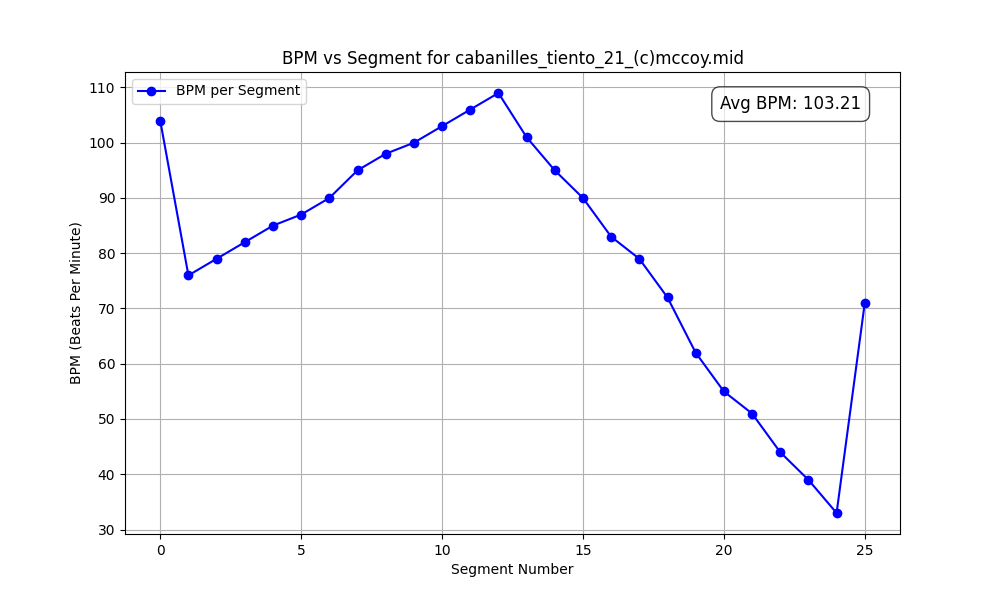 BPM vs Segment for cabanilles_tiento_21_(c)mccoy.mid
BPM per Segment
Avg BPM: 103.21
BPM (Beats Per Minute)
110
100
90
80
70
60
50
40
30
0 5 10 15 20 25
Segment Number